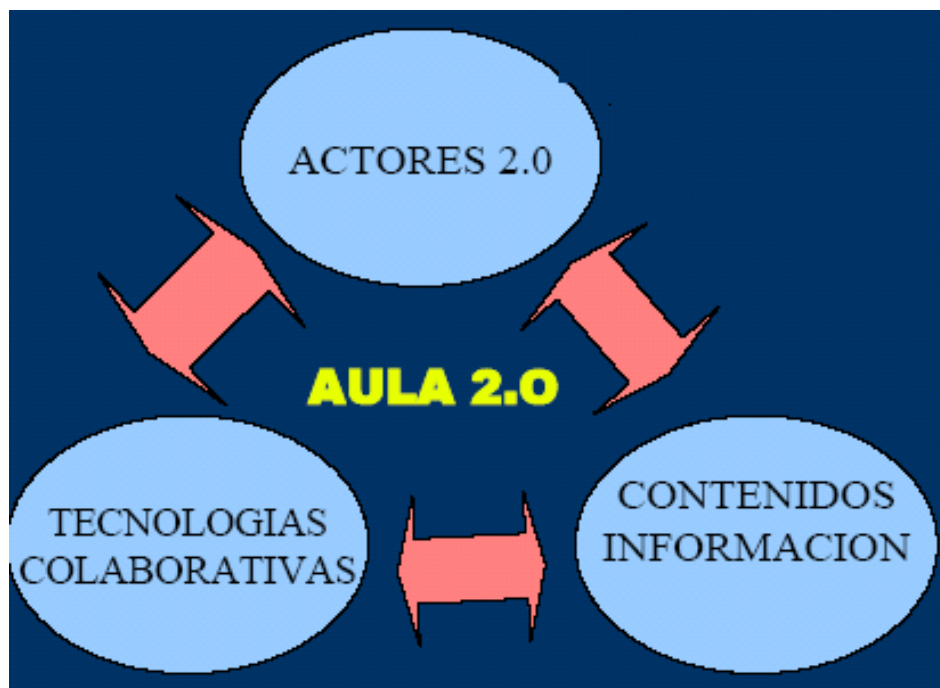 ACTORES 2.0
AULA 2.0
TECNOLOGIAS
COLABORATIVAS
CONTENIDOS
INFORMACION